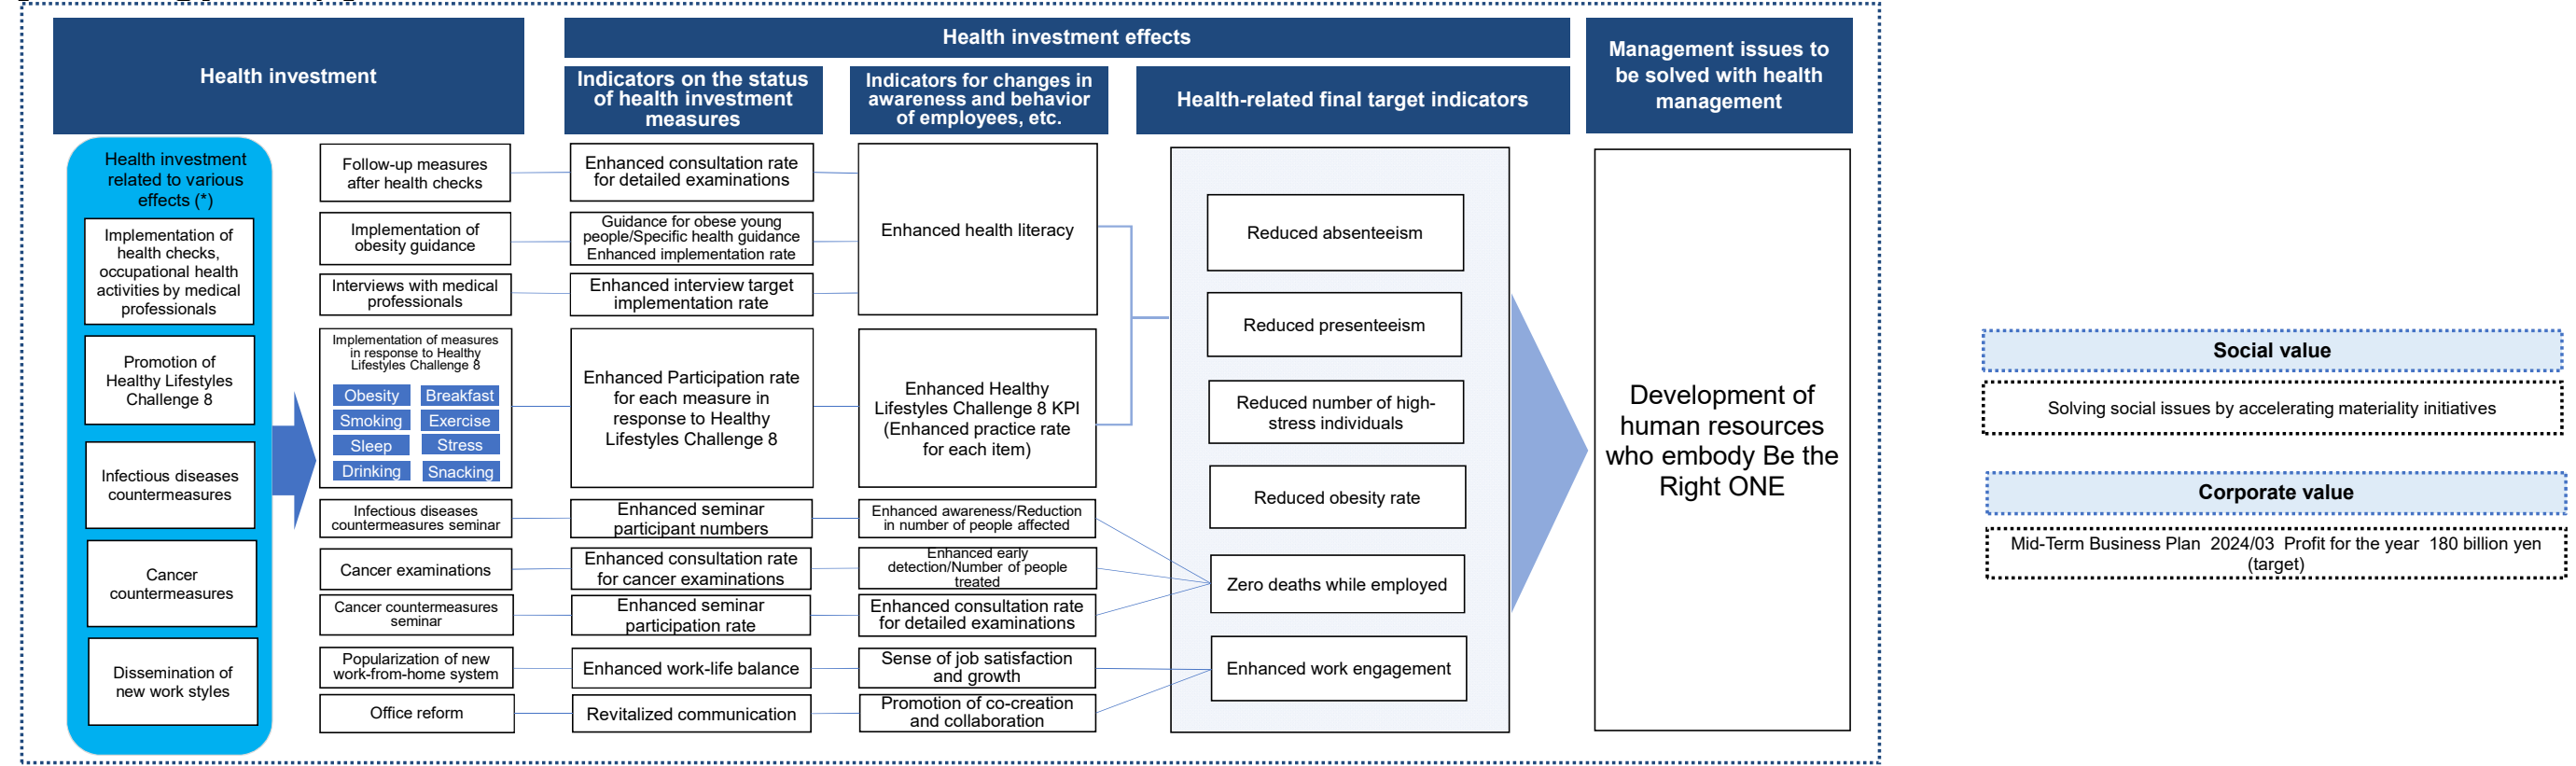 Health investment
Health investment effects
Management issues to
be solved with health
management
Indicators on the status
of health investment
measures
Indicators for changes in
awareness and behavior
of employees, etc.
Health-related final target indicators
Health investment
related to various
effects (*)
Implementation of
health checks,
occupational health
activities by medical
professionals
Promotion of
Healthy Lifestyles
Challenge 8
Infectious diseases
countermeasures
Cancer
countermeasures
Dissemination of
new work styles
Follow-up measures
after health checks
Implementation of
obesity guidance
Interviews with medical
professionals
Implementation of measures
in response to Healthy
Lifestyles Challenge 8
Obesity
Breakfast
Smoking
Exercise
Sleep
Stress
Drinking
Snacking
Infectious diseases
countermeasures seminar
Cancer examinations
Cancer countermeasures
seminar
Popularization of new
work-from-home system
Office reform
Enhanced consultation rate
for detailed examinations
Guidance for obese young
people/Specific health guidance
Enhanced implementation rate
Enhanced interview target
implementation rate
Enhanced Participation rate
for each measure in
response to Healthy
Lifestyles Challenge 8
Enhanced seminar
participant numbers
Enhanced consultation rate
for cancer examinations
Enhanced seminar
participation rate
Enhanced work-life balance
Revitalized communication
Enhanced health literacy
Enhanced Healthy
Lifestyles Challenge 8 KPI
(Enhanced practice rate
for each item)
Enhanced awareness/Reduction
in number of people affected
Enhanced early
detection/Number of people
treated
Enhanced consultation rate
for detailed examinations
Sense of job satisfaction
and growth
Promotion of co-creation
and collaboration
Reduced absenteeism
Reduced presenteeism
Reduced number of high-
stress individuals
Reduced obesity rate
Zero deaths while employed
Enhanced work engagement
Development of
human resources
who embody Be the
Right ONE
Social value
Solving social issues by accelerating materiality initiatives
Corporate value
Mid-Term Business Plan 2024/03 Profit for the year 180 billion yen
(target)